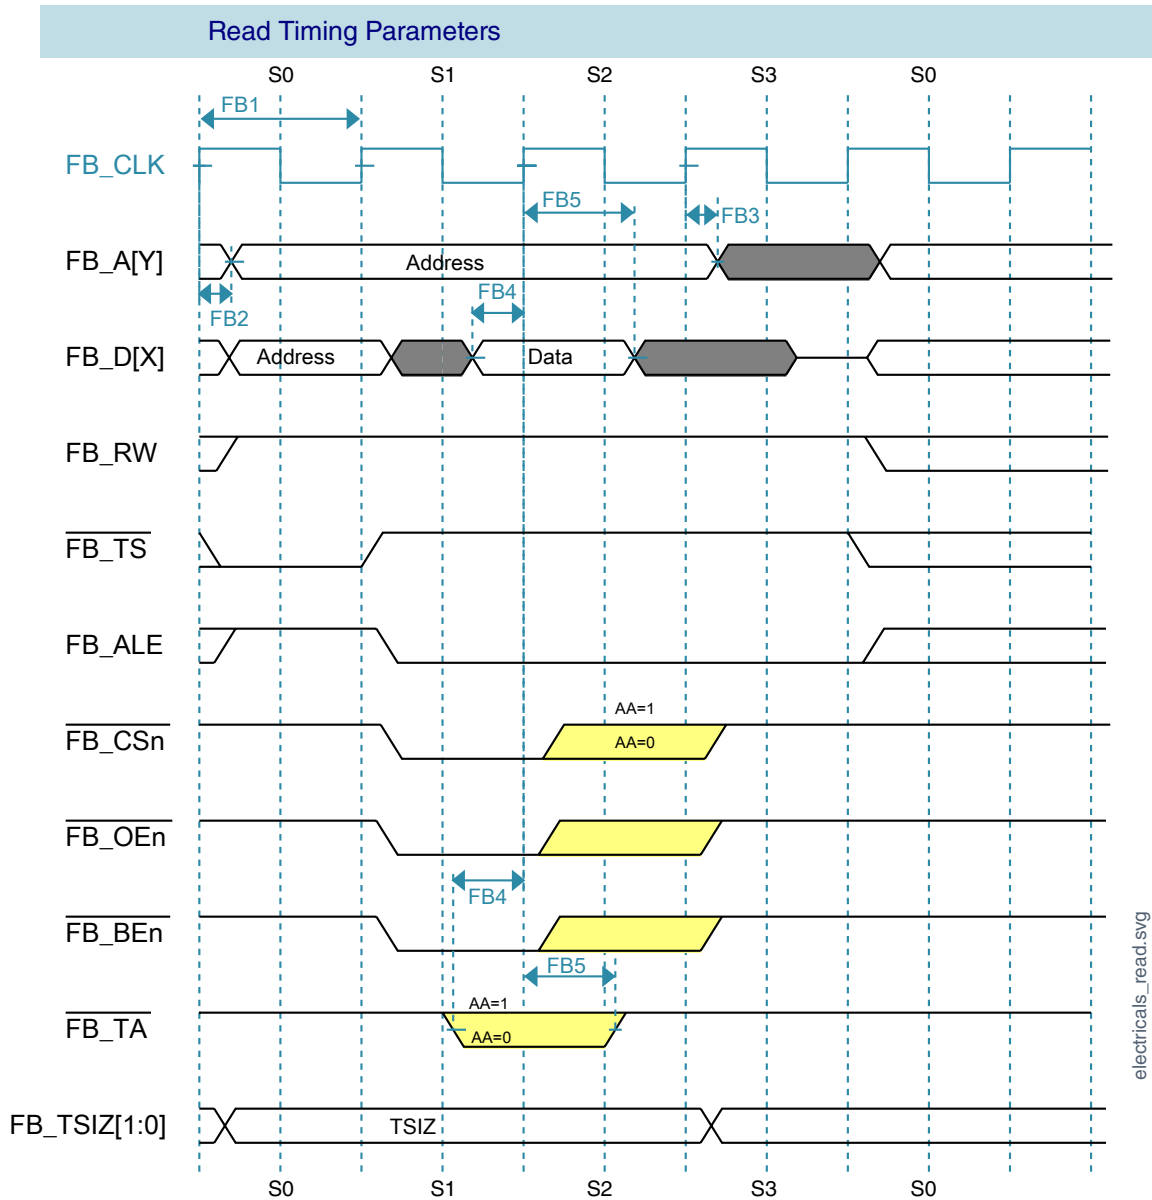 Read Timing Parameters
S0 S1 S2 S3 S0
FB1
FB_CLK
FB5
FB3
FB_A[Y]
Address
FB4
FB2
FB_D[X]
Address
Data
FB_RW
FB_TS
FB_ALE
AA=1
FB_CSn
AA=0
FB_OEn
FB4
FB_BEn
FB5
AA=1
FB_TA
AA=0
FB_TSIZ[1:0]
TSIZ
S0 S1 S2 S3 S0
electricals_read.svg